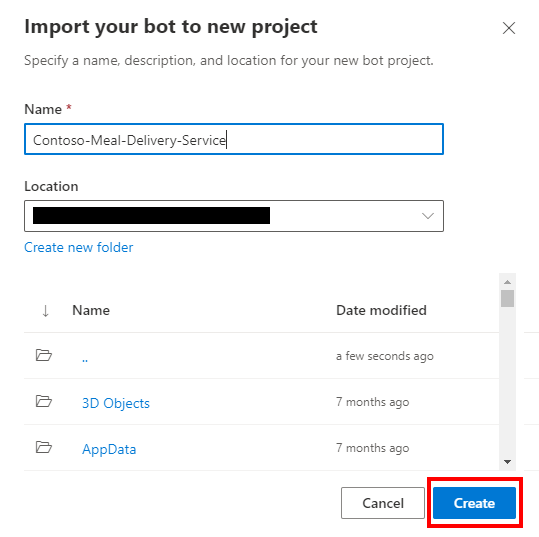 Import your bot to new project
Specify a name, description, and location for your new bot project.
Name *
Contoso-Meal-Delivery-Service
Location
Create new folder
Name Date modified
.. a few seconds ago
3D Objects 7 months ago
AppData 7 months ago
Cancel Create